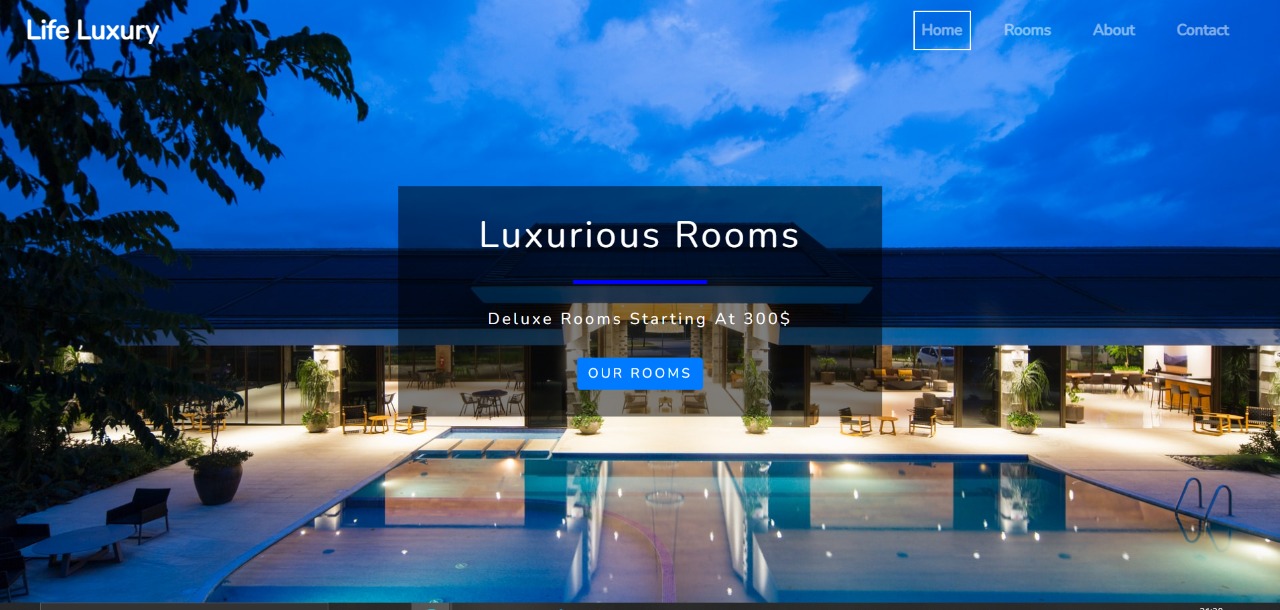 Life Luxury
Home Rooms About Contact
Luxurious Rooms
Deluxe Rooms Starting At 300$
OUR ROOMS